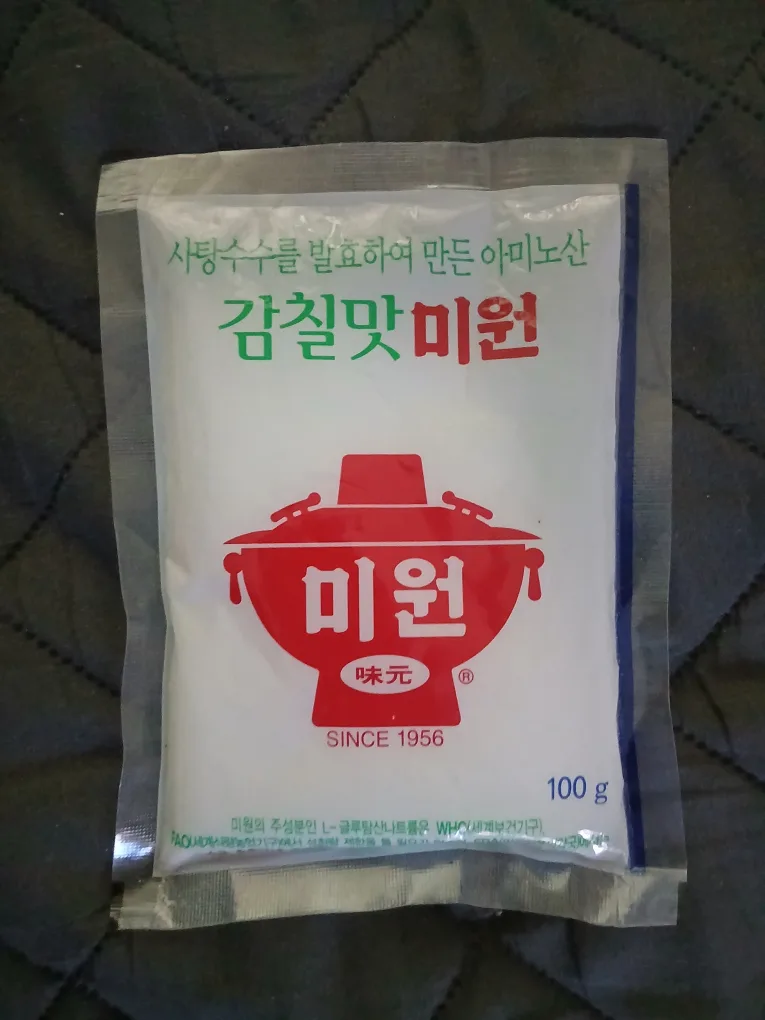 사탕수수를 발효하여 만든 아미노산
감칠맛 미원
미원
味元 ®
SINCE 1956
100 g
미원의 주성분인 L-글루탐산나트륨은 WHO(세계보건기구),